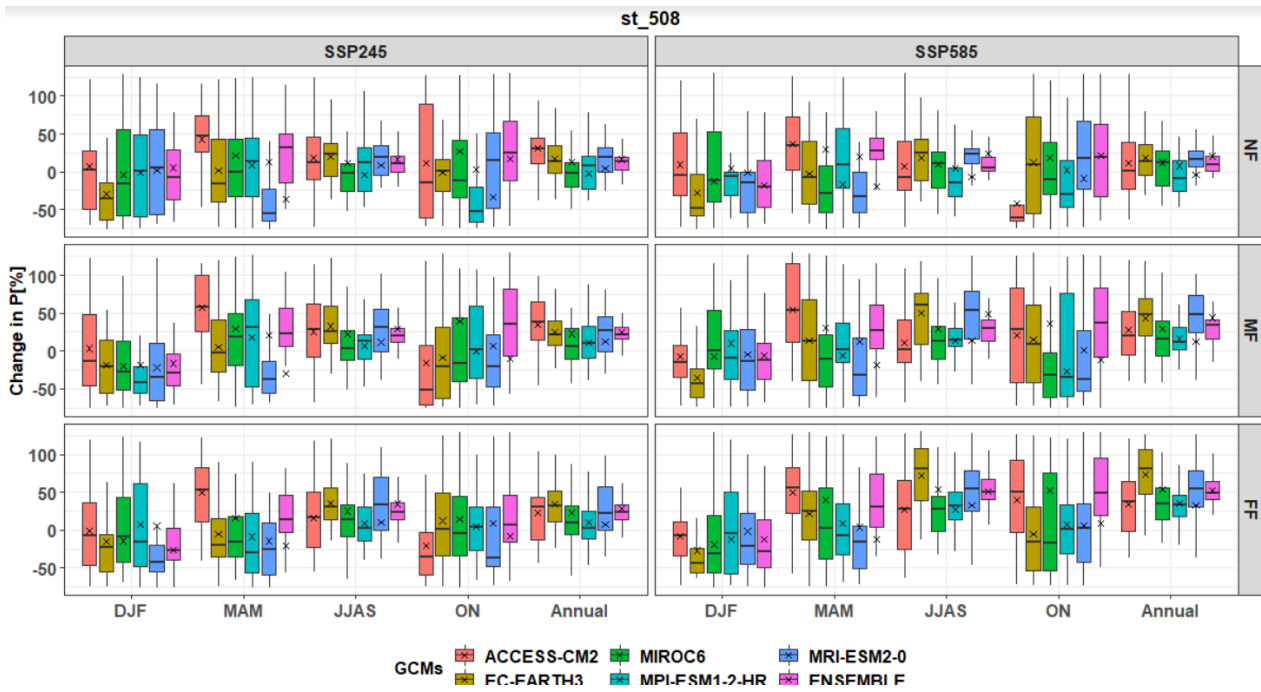 st_508
SSP245 SSP585
100
50
0
-50
NF
Change in P[%]
100
50
0
-50
MF
100
50
0
-50
FF
DJF MAM JJAS ON Annual DJF MAM JJAS ON Annual
GCMs
ACCESS-CM2 MIROC6 MRI-ESM2-0
EC-EARTH3 MPI-ESM1-2-HR ENSEMBLE